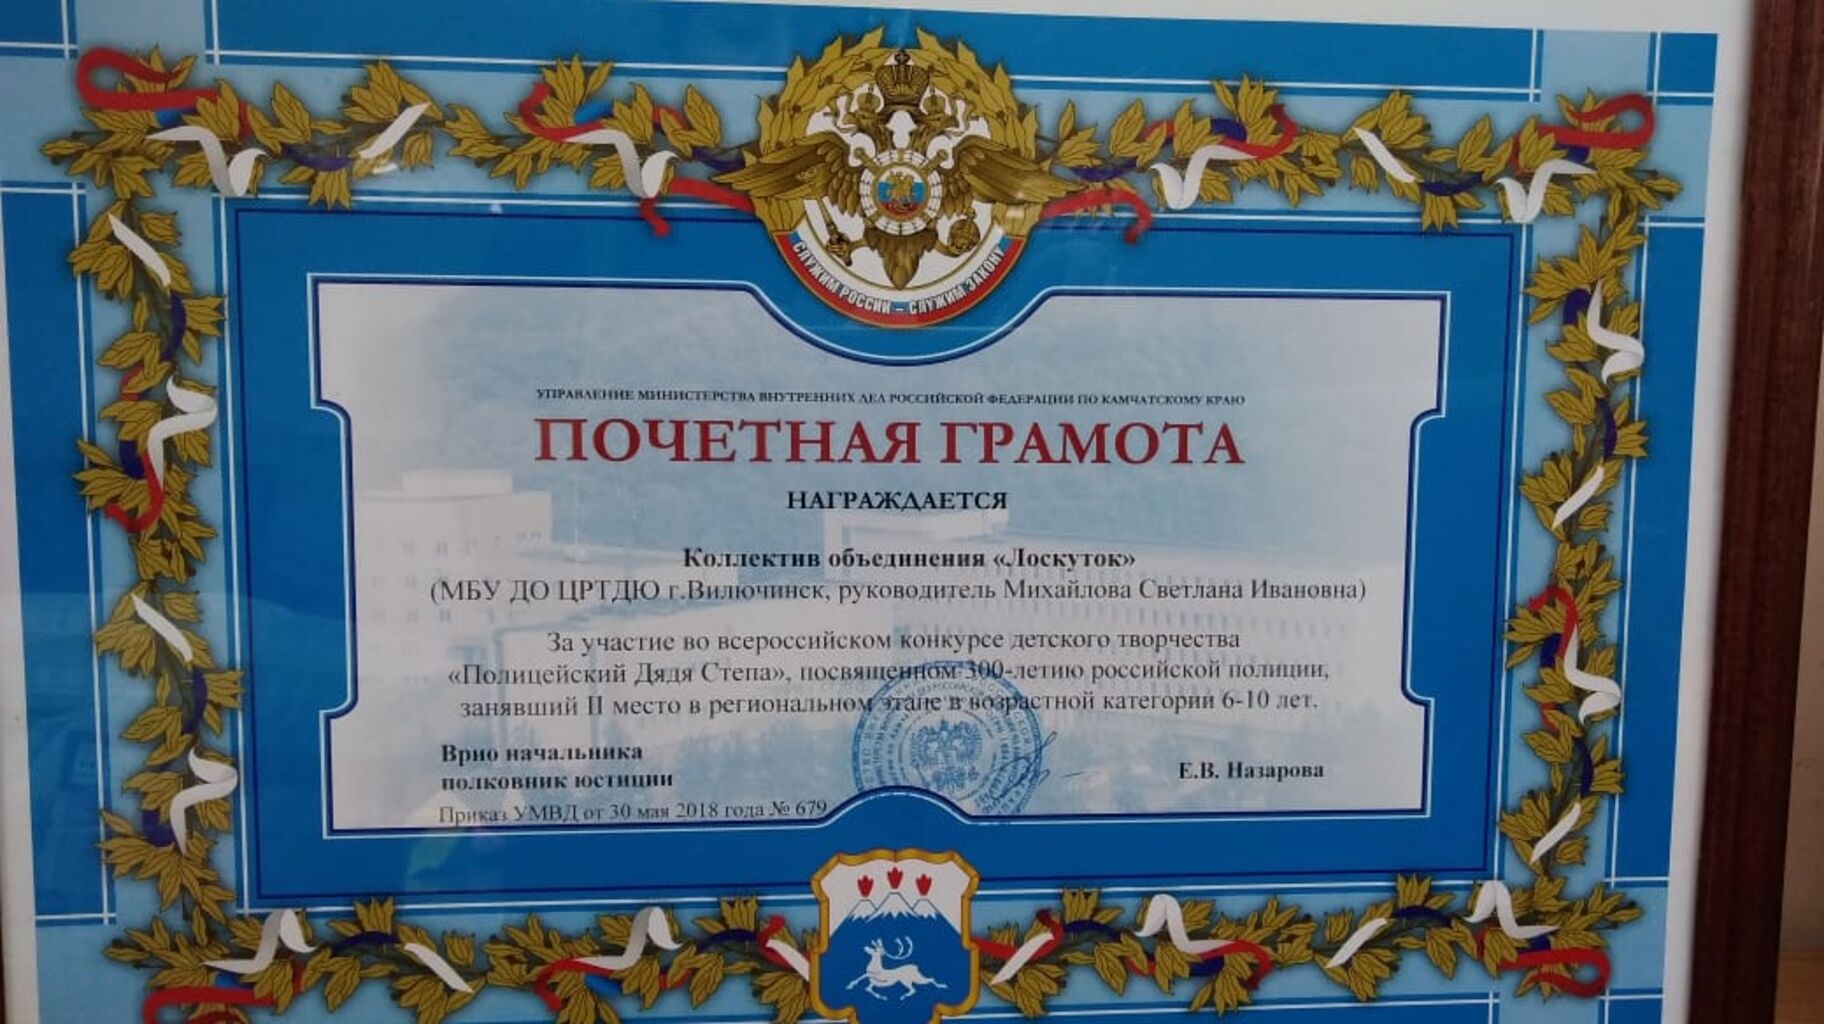 СЛУЖИМ РОССИИ – СЛУЖИМ ЗАКОНУ
УПРАВЛЕНИЕ МИНИСТЕРСТВА ВНУТРЕННИХ ДЕЛ РОССИЙСКОЙ ФЕДЕРАЦИИ ПО КАМЧАТСКОМУ КРАЮ
ПОЧЕТНАЯ ГРАМОТА
НАГРАЖДАЕТСЯ
Коллектив объединения «Лоскуток»
(МБУ ДО ЦРТДЮ г.Вилючинск, руководитель Михайлова Светлана Ивановна)
За участие во всероссийском конкурсе детского творчества
«Полицейский Дядя Степа», посвященном 300-летию российской полиции,
занявший II место в региональном этапе в возрастной категории 6-10 лет.
Врио начальника
полковник юстиции
Е.В. Назарова
Приказ УМВД от 30 мая 2018 года № 679